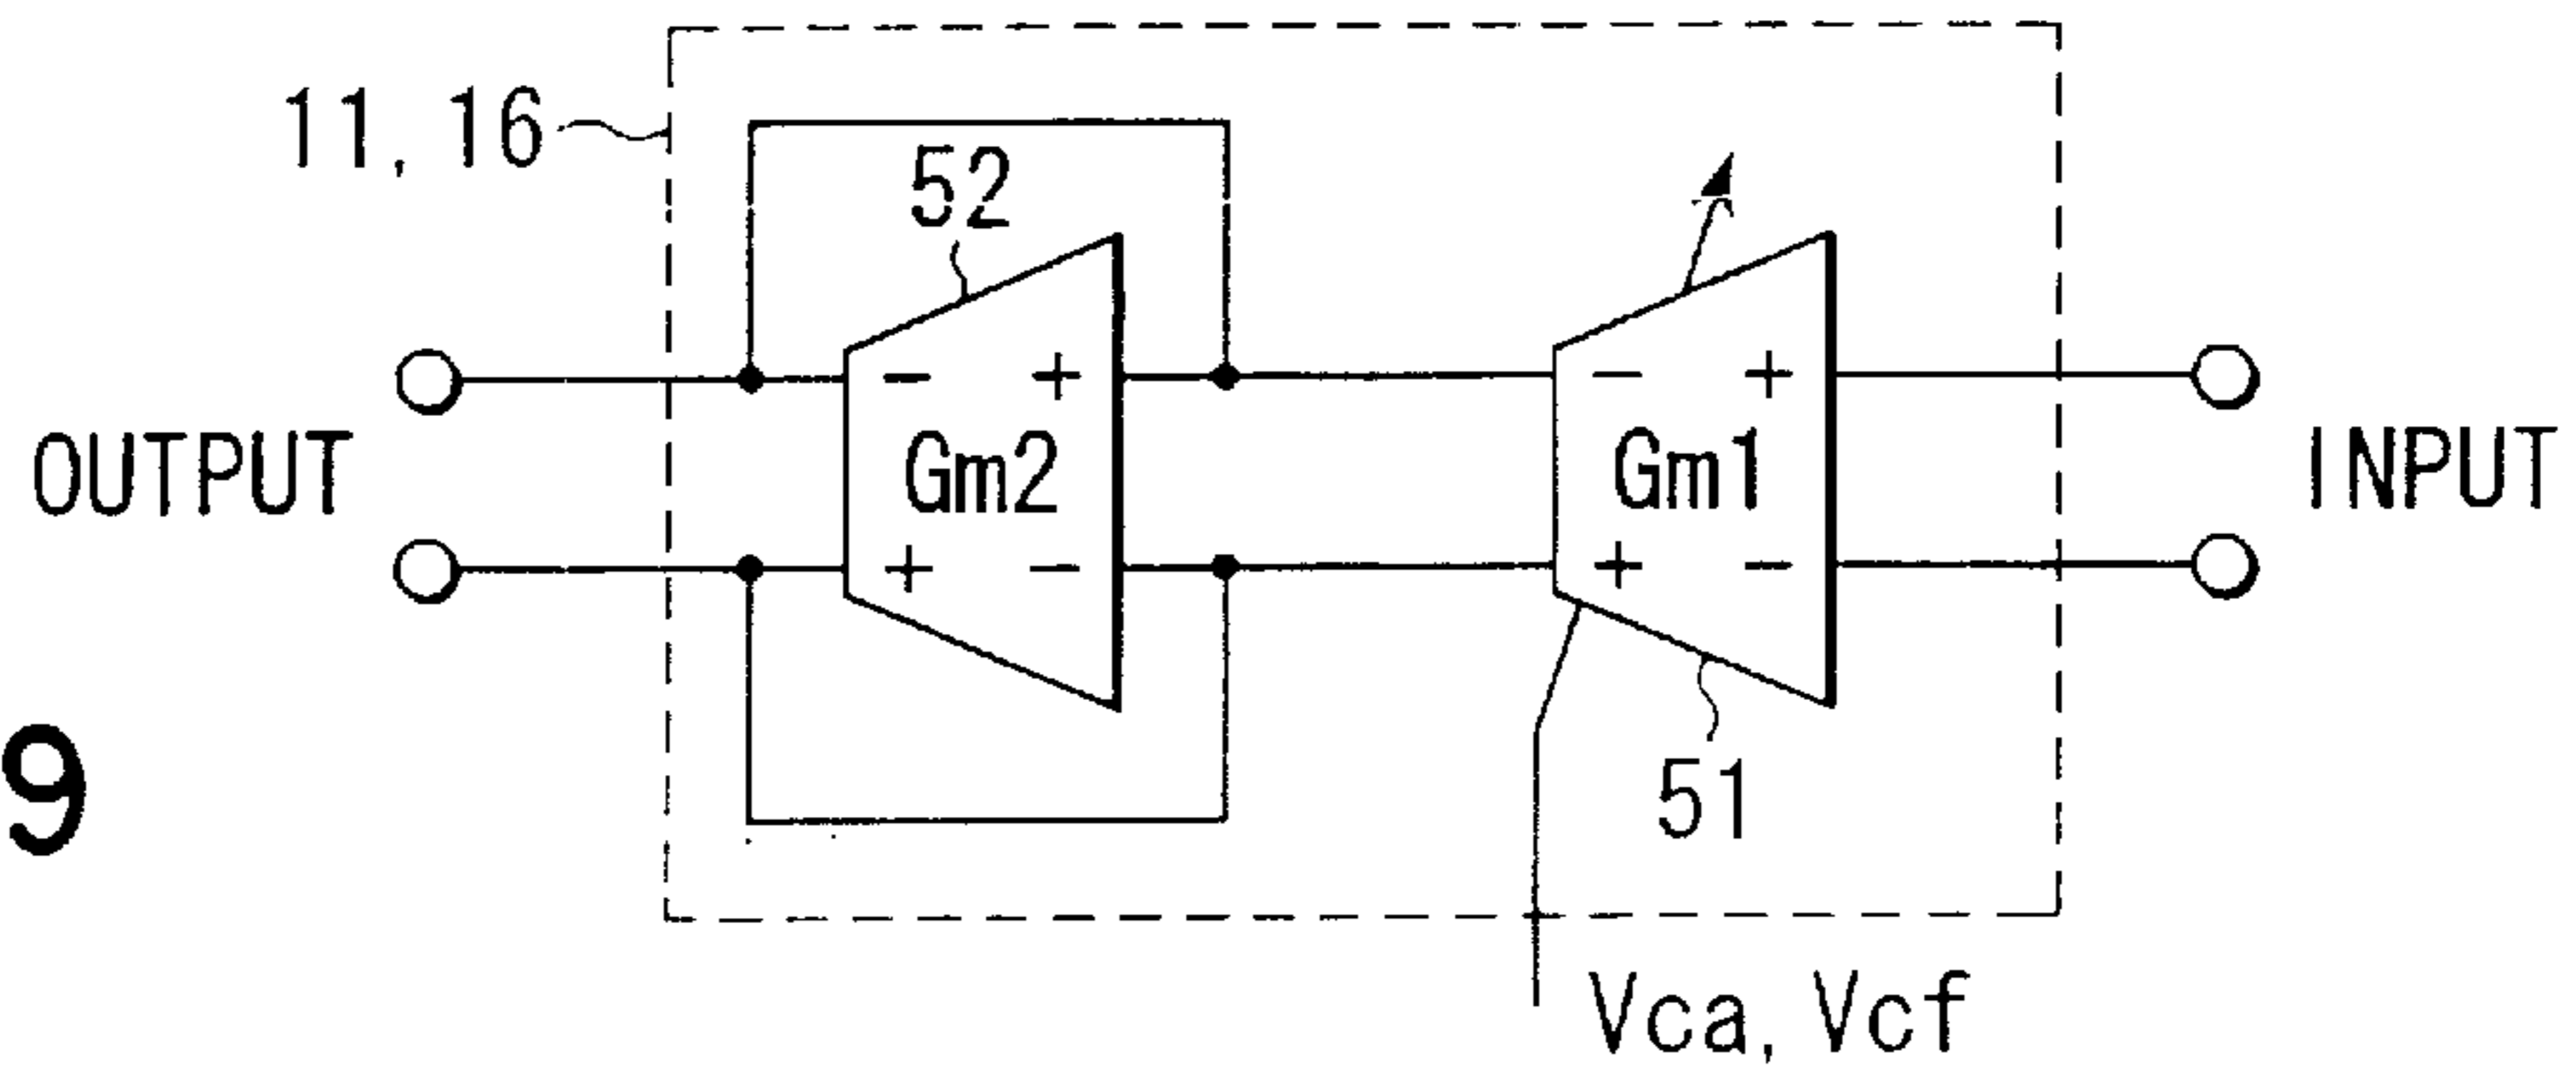 11, 16
52
- +
- +
OUTPUT
Gm2
Gm1
INPUT
+ -
+ -
9
51
Vca, Vcf